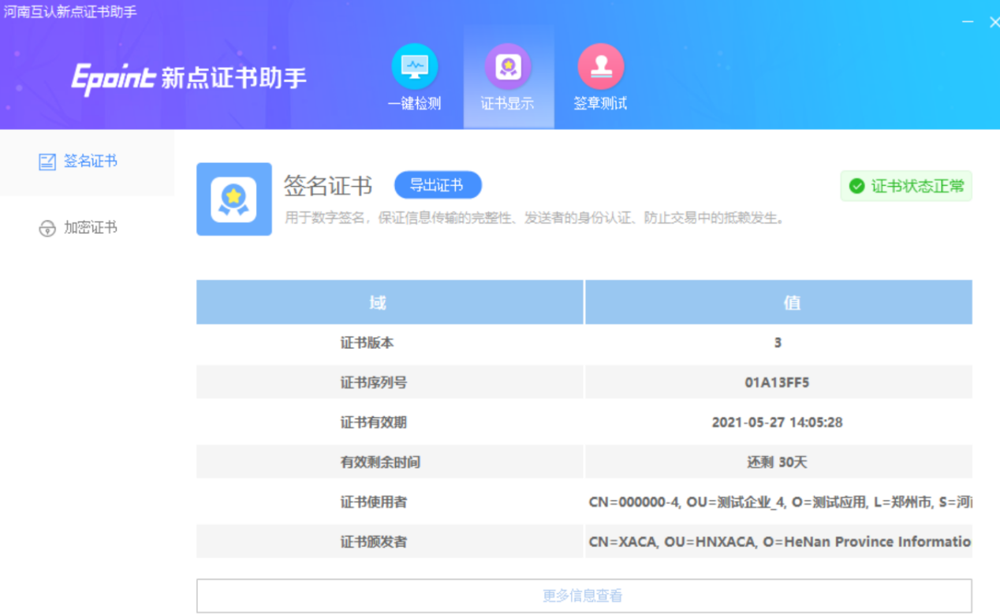 河南互认新点证书助手
Epoint 新点证书助手
一键检测
证书显示
签章测试
签名证书
加密证书
签名证书
导出证书
证书状态正常
用于数字签名，保证信息传输的完整性、发送者的身份认证、防止交易中的抵赖发生。
域 值
证书版本 3
证书序列号 01A13FF5
证书有效期 2021-05-27 14:05:28
有效剩余时间 还剩 30天
证书使用者 CN=000000-4, OU=测试企业_4, O=测试应用, L=郑州市, S=河
证书颁发者 CN=XACA, OU=HNXACA, O=HeNan Province Informatio
更多信息查看